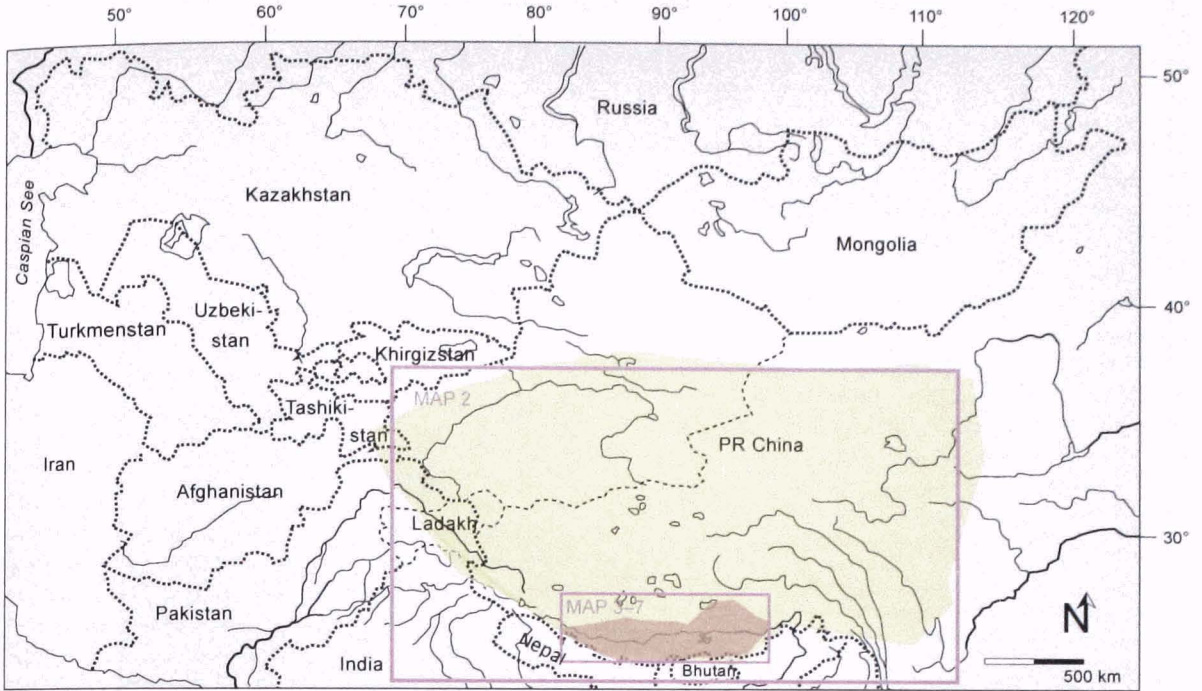 50° 60° 70° 80° 90° 100° 110° 120°
50°
Russia
Kazakhstan
Caspian See
Mongolia
40°
Uzbeki-
stan
Turkmenstan
Khirgizstan
MAP 2
Tashiki-
stan
PR China
Iran
Afghanistan
Ladakh
30°
MAP 3–7
Pakistan
N
Nepal
India
Bhutan
500 km